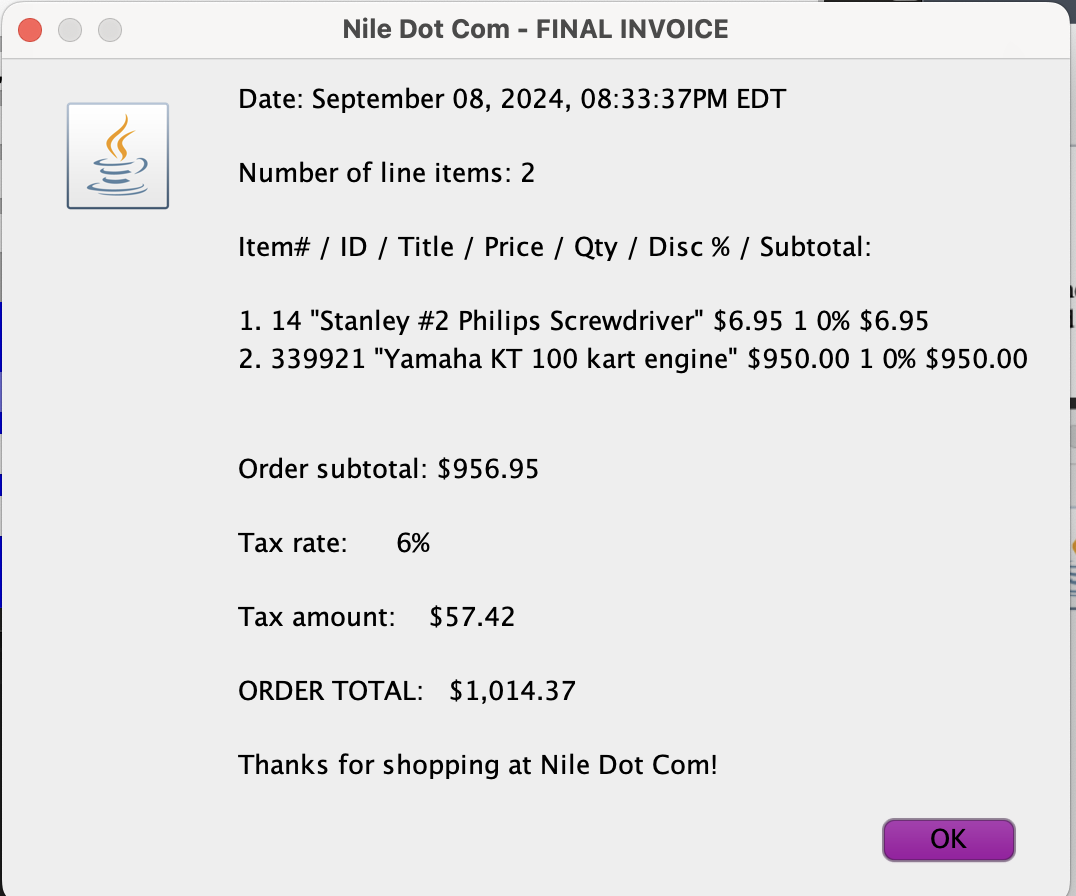 Nile Dot Com - FINAL INVOICE
Date: September 08, 2024, 08:33:37PM EDT
Number of line items: 2
Item# / ID / Title / Price / Qty / Disc % / Subtotal:
1. 14 "Stanley #2 Philips Screwdriver" $6.95 1 0% $6.95
2. 339921 "Yamaha KT 100 kart engine" $950.00 1 0% $950.00
Order subtotal: $956.95
Tax rate: 6%
Tax amount: $57.42
ORDER TOTAL: $1,014.37
Thanks for shopping at Nile Dot Com!
OK